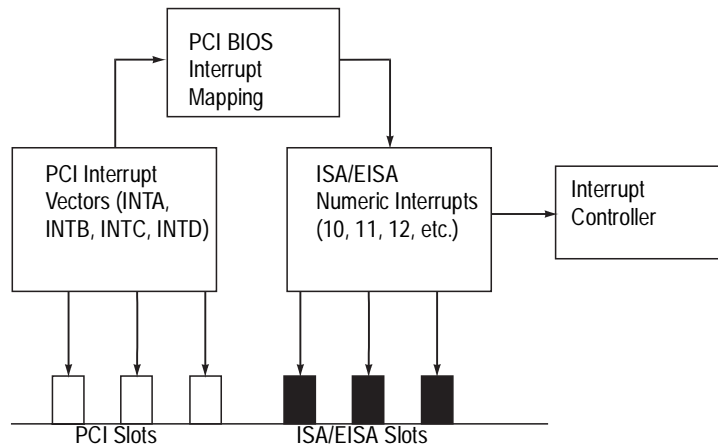 PCI BIOS
Interrupt
Mapping
PCI Interrupt
Vectors (INTA,
INTB, INTC, INTD)
ISA/EISA
Numeric Interrupts
(10, 11, 12, etc.)
Interrupt
Controller
PCI Slots
ISA/EISA Slots